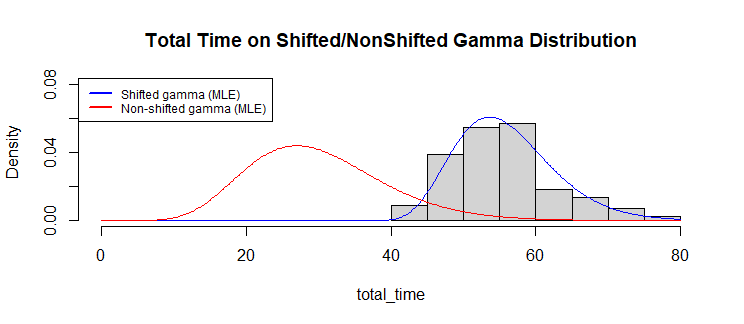 Total Time on Shifted/NonShifted Gamma Distribution
Shifted gamma (MLE)
Non-shifted gamma (MLE)
Density
0.08
0.04
0.00
0 20 40 60 80
total_time